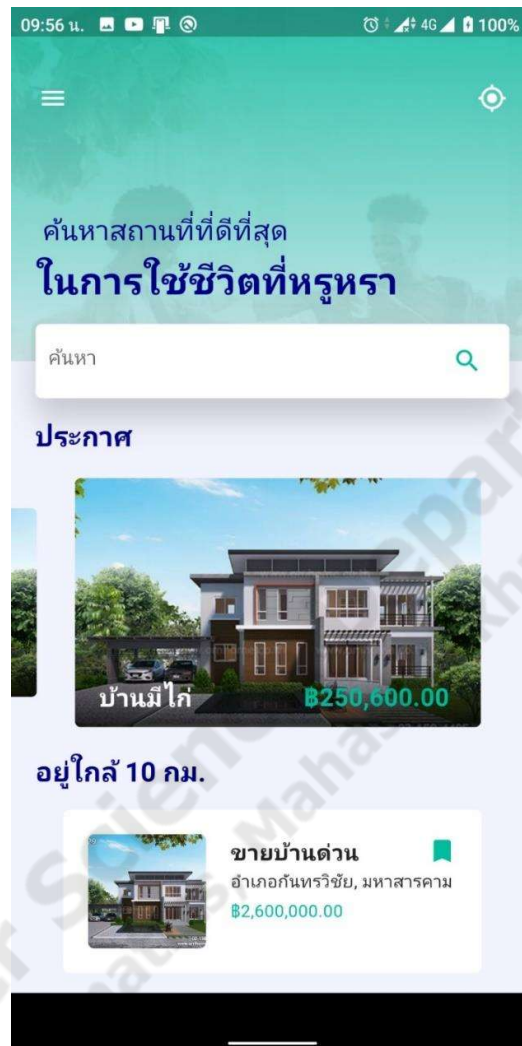 09:56 น.
4G
100%
ค้นหาสถานที่ที่ดีที่สุด
ในการใช้ชีวิตที่หรูหรา
ค้นหา
ประกาศ
บ้านมีไก่
฿250,600.00
อยู่ใกล้ 10 กม.
ขายบ้านด่วน
อำเภอกันทรวิชัย, มหาสารคาม
฿2,600,000.00